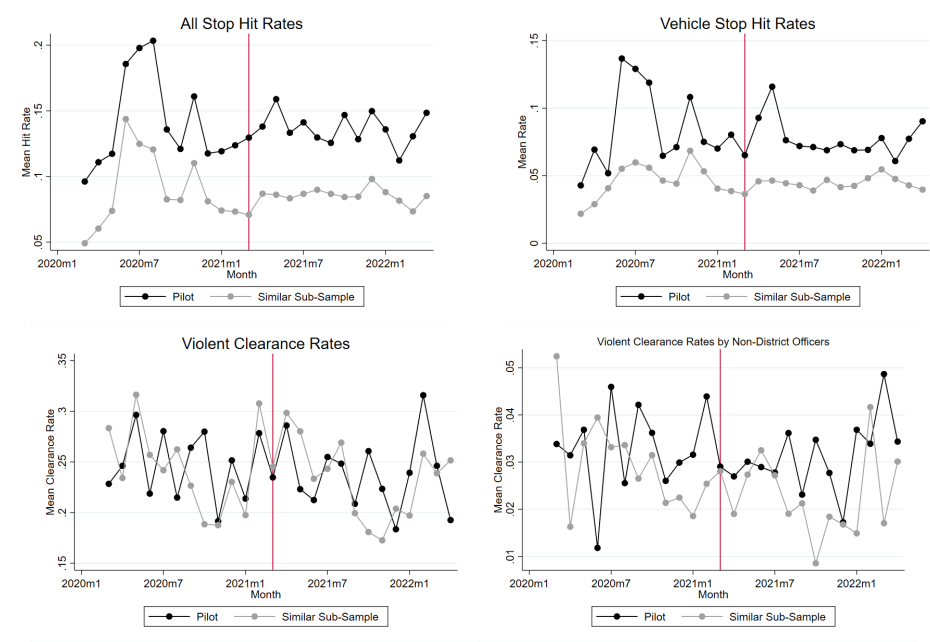 All Stop Hit Rates
Mean Hit Rate
.2
.15
.1
.05
2020m1
2020m7
2021m1
2021m7
2022m1
Month
Pilot
Similar Sub-Sample
Vehicle Stop Hit Rates
Mean Rate
.15
.1
.05
0
2020m1
2020m7
2021m1
2021m7
2022m1
Month
Pilot
Similar Sub-Sample
Violent Clearance Rates
Mean Clearance Rate
.35
.3
.25
.2
.15
2020m1
2020m7
2021m1
2021m7
2022m1
Month
Pilot
Similar Sub-Sample
Violent Clearance Rates by Non-District Officers
Mean Clearance Rate
.05
.04
.03
.02
.01
2020m1
2020m7
2021m1
2021m7
2022m1
Month
Pilot
Similar Sub-Sample